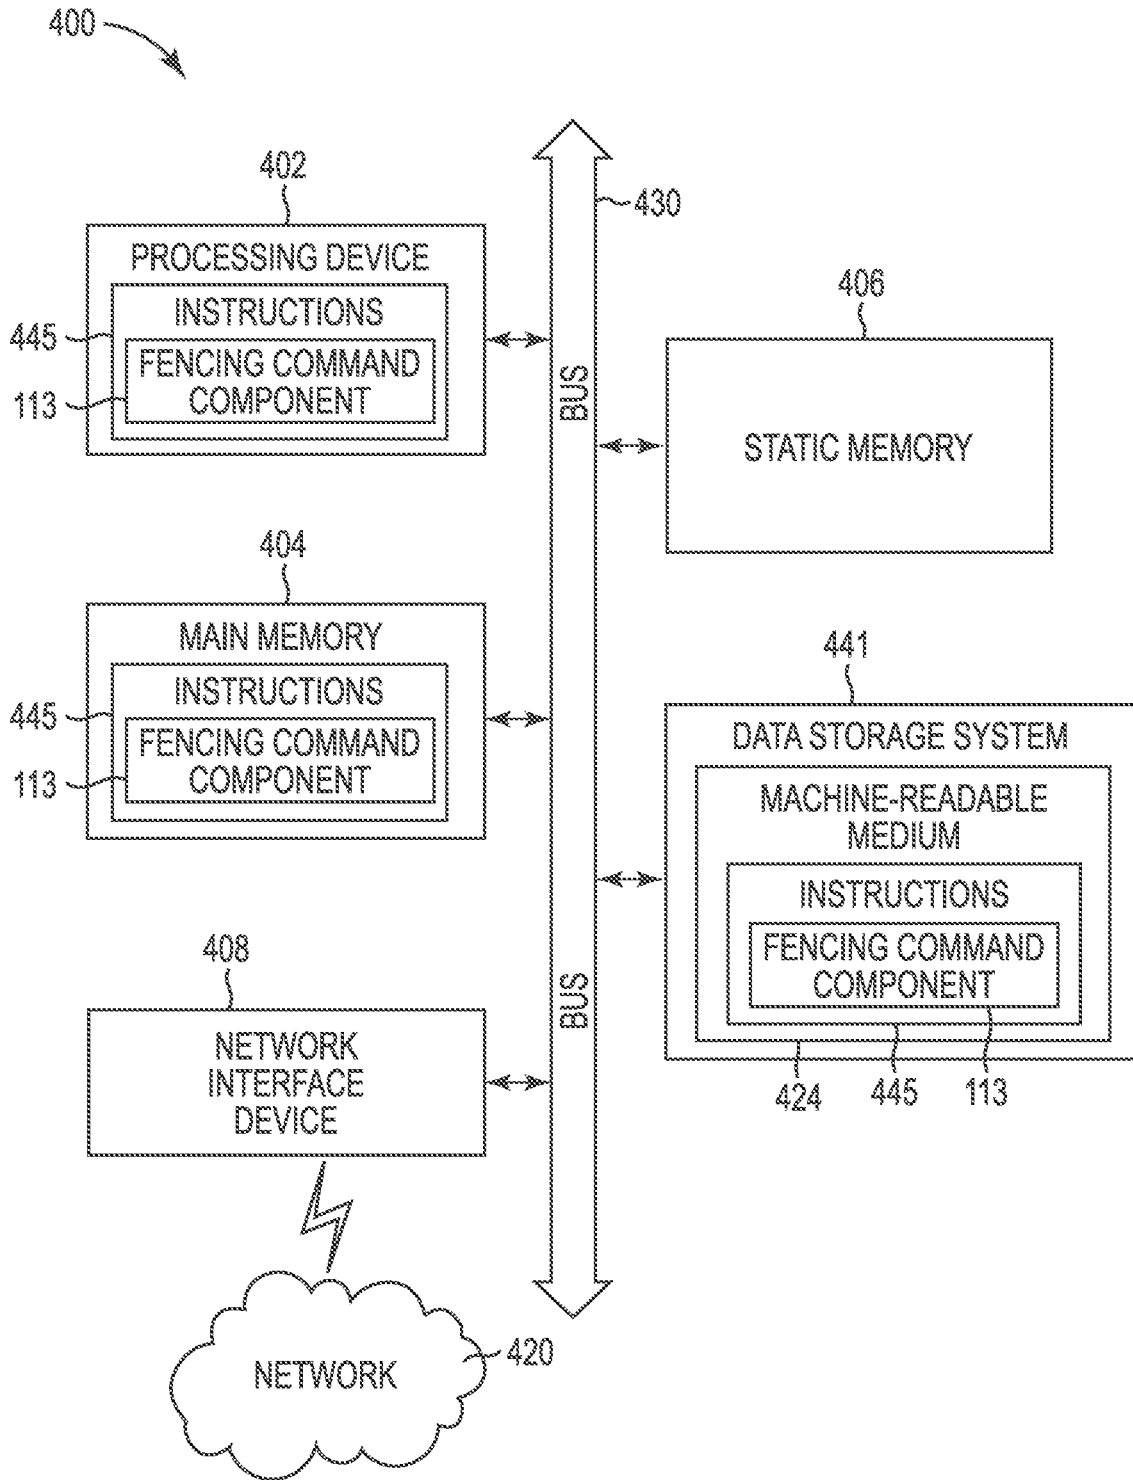 400
402
PROCESSING DEVICE
INSTRUCTIONS
445
FENCING COMMAND
COMPONENT
113
430
BUS
406
STATIC MEMORY
404
MAIN MEMORY
INSTRUCTIONS
445
FENCING COMMAND
COMPONENT
113
441
DATA STORAGE SYSTEM
MACHINE-READABLE
MEDIUM
INSTRUCTIONS
FENCING COMMAND
COMPONENT
424
445
113
408
NETWORK
INTERFACE
DEVICE
BUS
NETWORK
420